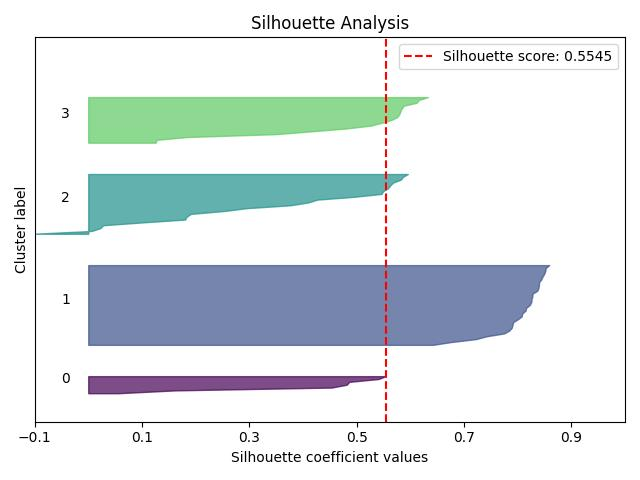 Silhouette Analysis
Silhouette score: 0.5545
3
2
1
0
Cluster label
−0.1 0.1 0.3 0.5 0.7 0.9
Silhouette coefficient values